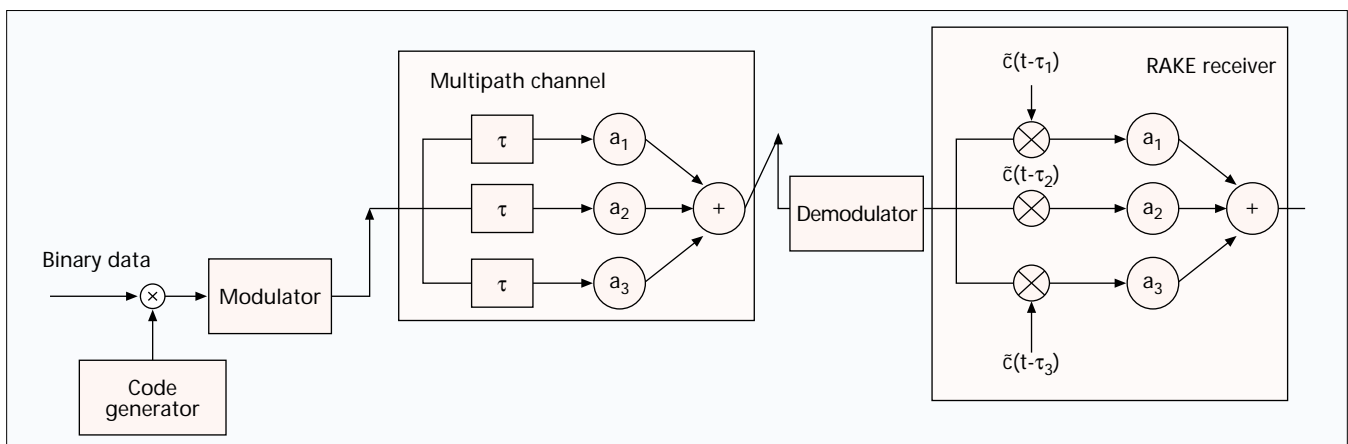 Multipath channel
τ
a1
τ
a2
τ
a3
+
Binary data
×
Modulator
Code
generator
Demodulator
RAKE receiver
c̃(t-τ1)
a1
c̃(t-τ2)
a2
+
a3
c̃(t-τ3)